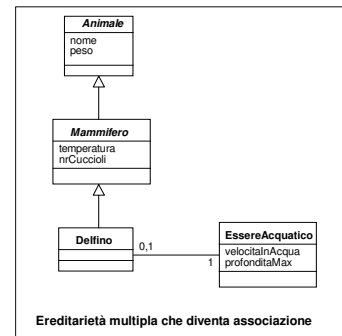 Animale
nome
peso
Mammifero
temperatura
nrCuccioli
Delfino
0,1
1
EssereAcquatico
velocitaInAcqua
profonditaMax
Ereditarietà multipla che diventa associazione